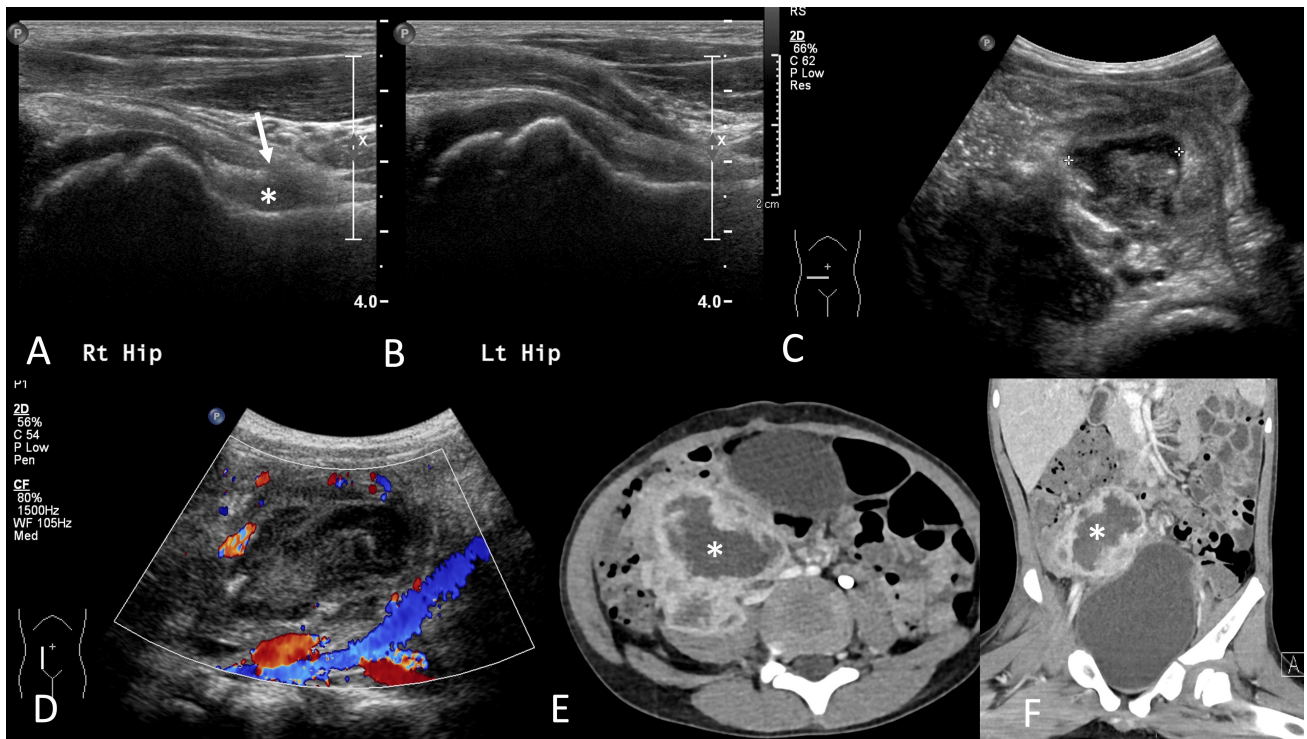 P
X
4.0
A
Rt Hip
*
P
X
4.0
B
Lt Hip
RS
2D
66%
C 62
P Low
Res
2 cm
P
C
P1
2D
56%
C 54
P Low
Pen
CF
80%
1500Hz
WF 105Hz
Med
P
D
*
E
*
A
F